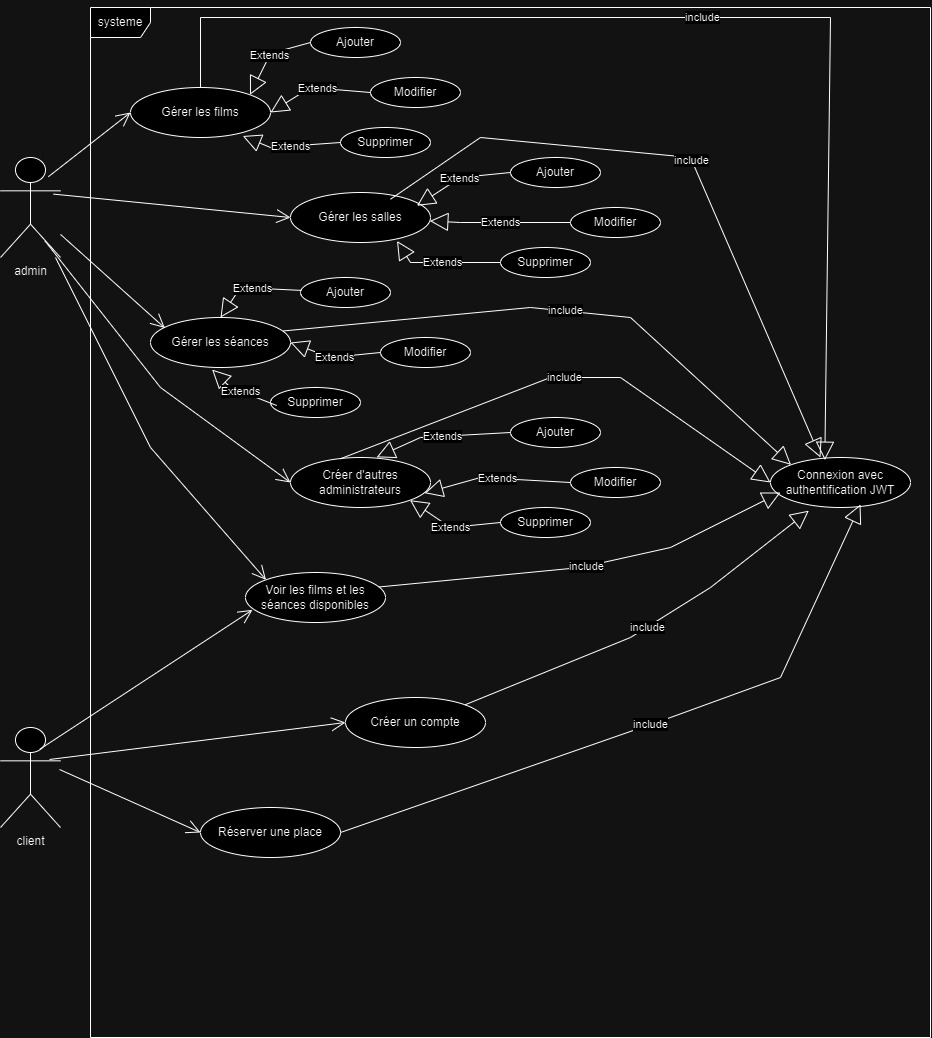 systeme
include
Ajouter
Extends
Modifier
Extends
Gérer les films
Supprimer
Extends
include
Ajouter
Extends
Gérer les salles
Modifier
Extends
Supprimer
Extends
admin
Ajouter
Extends
include
Gérer les séances
Modifier
Extends
Supprimer
Extends
include
Ajouter
Extends
Créer d'autres
administrateurs
Modifier
Extends
Supprimer
Extends
Connexion avec
authentification JWT
include
Voir les films et les
séances disponibles
include
Créer un compte
include
Réserver une place
client